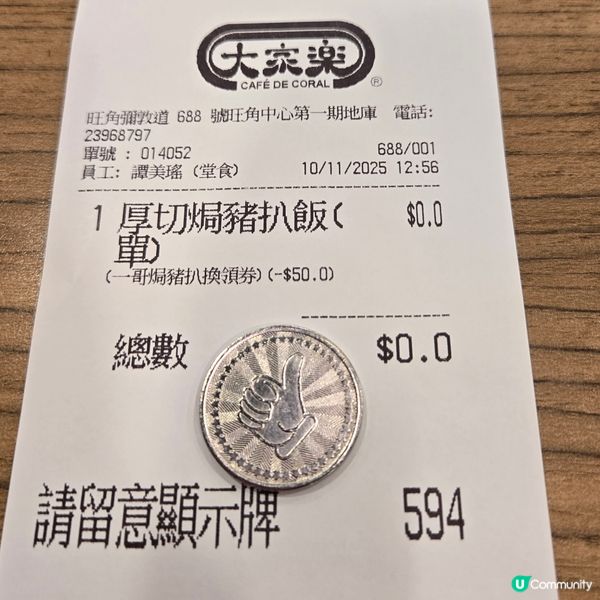 大家樂
CAFÉ DE CORAL ®
旺角彌敦道 688 號旺角中心第一期地庫 電話:
23968797
單號 : 014052 688/001
員工: 譚美瑤 (堂食) 10/11/2025 12:56
1 厚切焗豬扒飯( $0.0
單)
(一哥焗豬扒換領券)(-$50.0)
總數 $0.0
請留意顯示牌 594
U Community